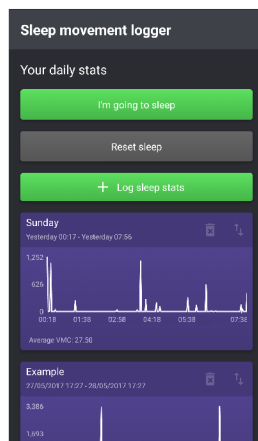 Sleep movement logger
Your daily stats
I'm going to sleep
Reset sleep
+ Log sleep stats
Sunday
Yesterday 00:17 - Yesterday 07:56
1,252
626
0
00:18 01:38 02:58 04:18 05:38 07:38
Average VMC: 27.50
Example
27/05/2017 17:27 - 28/05/2017 17:27
3,386
1,693